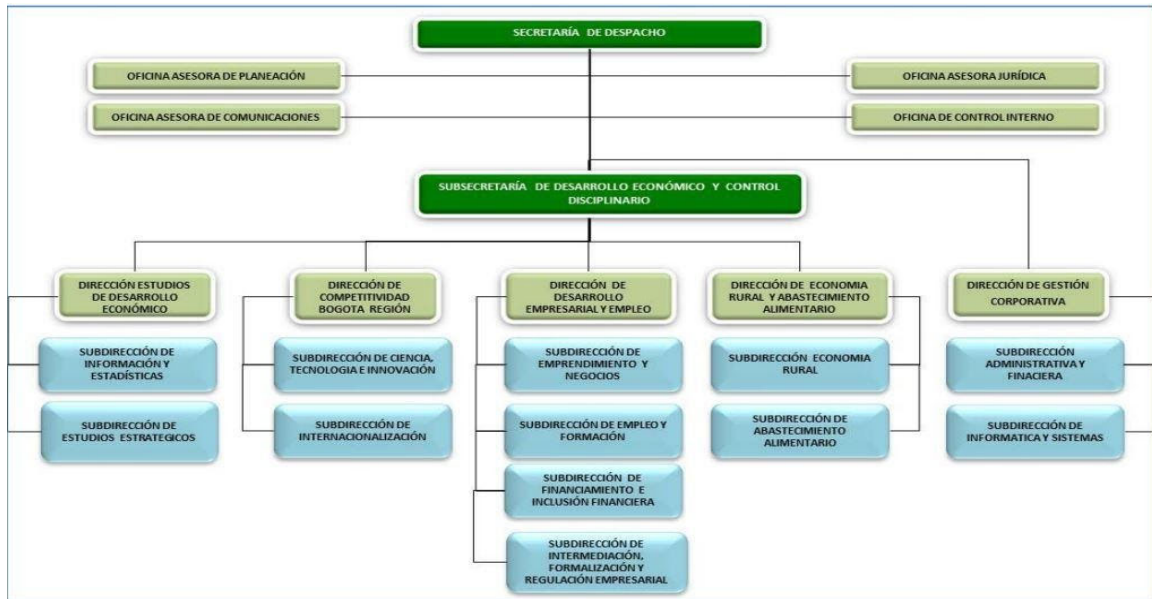 SECRETARÍA DE DESPACHO
OFICINA ASESORA DE PLANEACIÓN
OFICINA ASESORA JURÍDICA
OFICINA ASESORA DE COMUNICACIONES
OFICINA DE CONTROL INTERNO
SUBSECRETARÍA DE DESARROLLO ECONÓMICO Y CONTROL
DISCIPLINARIO
DIRECCIÓN ESTUDIOS
DE DESARROLLO
ECONÓMICO
DIRECCIÓN DE
COMPETITIVIDAD
BOGOTA REGIÓN
DIRECCIÓN DE
DESARROLLO
EMPRESARIAL Y EMPLEO
DIRECCIÓN DE ECONOMIA
RURAL Y ABASTECIMIENTO
ALIMENTARIO
DIRECCIÓN DE GESTIÓN
CORPORATIVA
SUBDIRECCIÓN DE
INFORMACIÓN Y
ESTADÍSTICAS
SUBDIRECCIÓN DE CIENCIA,
TECNOLOGIA E INNOVACIÓN
SUBDIRECCIÓN DE
EMPRENDIMIENTO Y
NEGOCIOS
SUBDIRECCIÓN ECONOMIA
RURAL
SUBDIRECCIÓN
ADMINISTRATIVA Y
FINACIERA
SUBDIRECCIÓN DE
ESTUDIOS ESTRATEGICOS
SUBDIRECCIÓN DE
INTERNACIONALIZACIÓN
SUBDIRECCIÓN DE EMPLEO Y
FORMACIÓN
SUBDIRECCIÓN DE
ABASTECIMIENTO
ALIMENTARIO
SUBDIRECCIÓN DE
INFORMATICA Y SISTEMAS
SUBDIRECCIÓN DE
FINANCIAMIENTO E
INCLUSIÓN FINANCIERA
SUBDIRECCIÓN DE
INTERMEDIACIÓN,
FORMALIZACIÓN Y
REGULACIÓN EMPRESARIAL